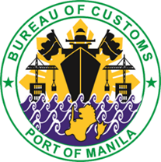 BUREAU OF CUSTOMS
PORT OF MANILA